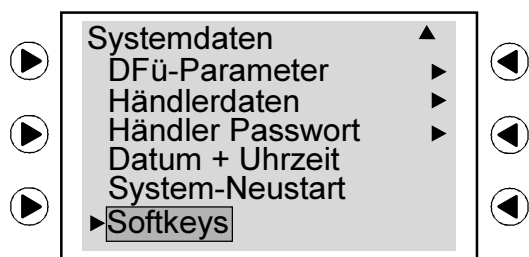 Systemdaten
DFü-Parameter
Händlerdaten
Händler Passwort
Datum + Uhrzeit
System-Neustart
Softkeys